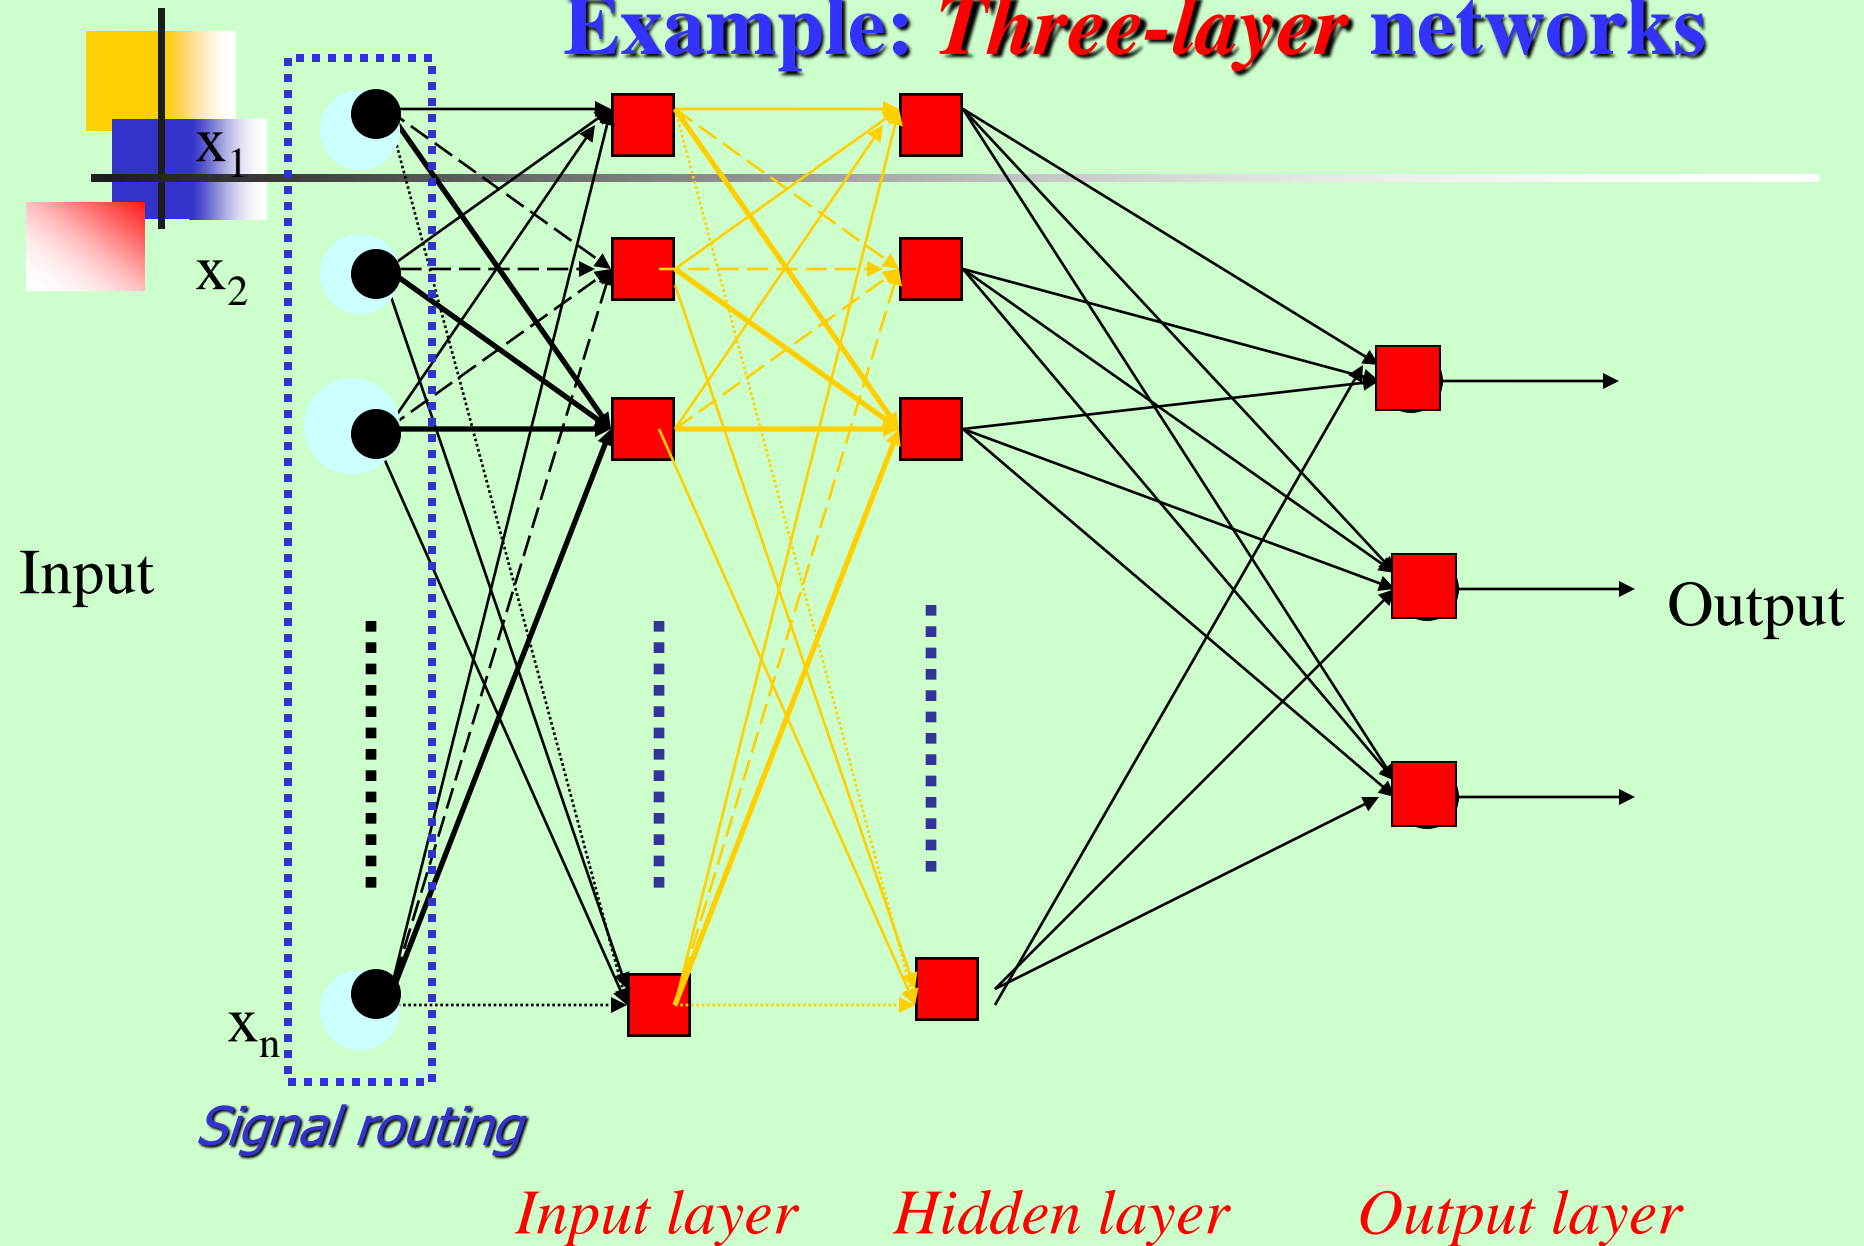 Example: Three-layer networks
x1
x2
Input
Output
xn
Signal routing
Input layer
Hidden layer
Output layer